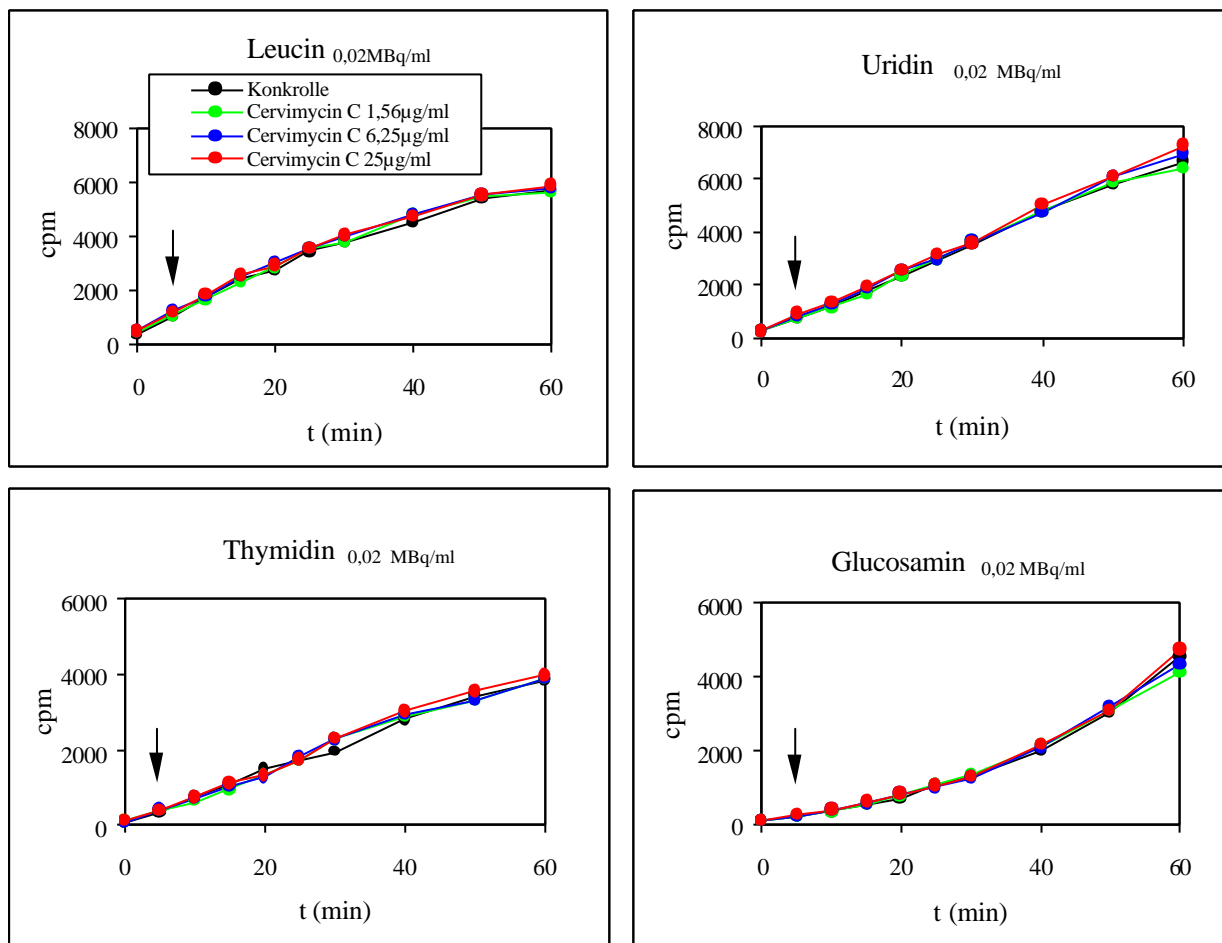 Leucin 0,02MBq/ml
Konkrolle
Cervimycin C 1,56µg/ml
Cervimycin C 6,25µg/ml
Cervimycin C 25µg/ml
8000
6000
4000
2000
0
cpm
0 20 40 60
t (min)
Uridin 0,02 MBq/ml
8000
6000
4000
2000
0
cpm
0 20 40 60
t (min)
Thymidin 0,02 MBq/ml
6000
4000
2000
0
cpm
0 20 40 60
t (min)
Glucosamin 0,02 MBq/ml
6000
4000
2000
0
cpm
0 20 40 60
t (min)